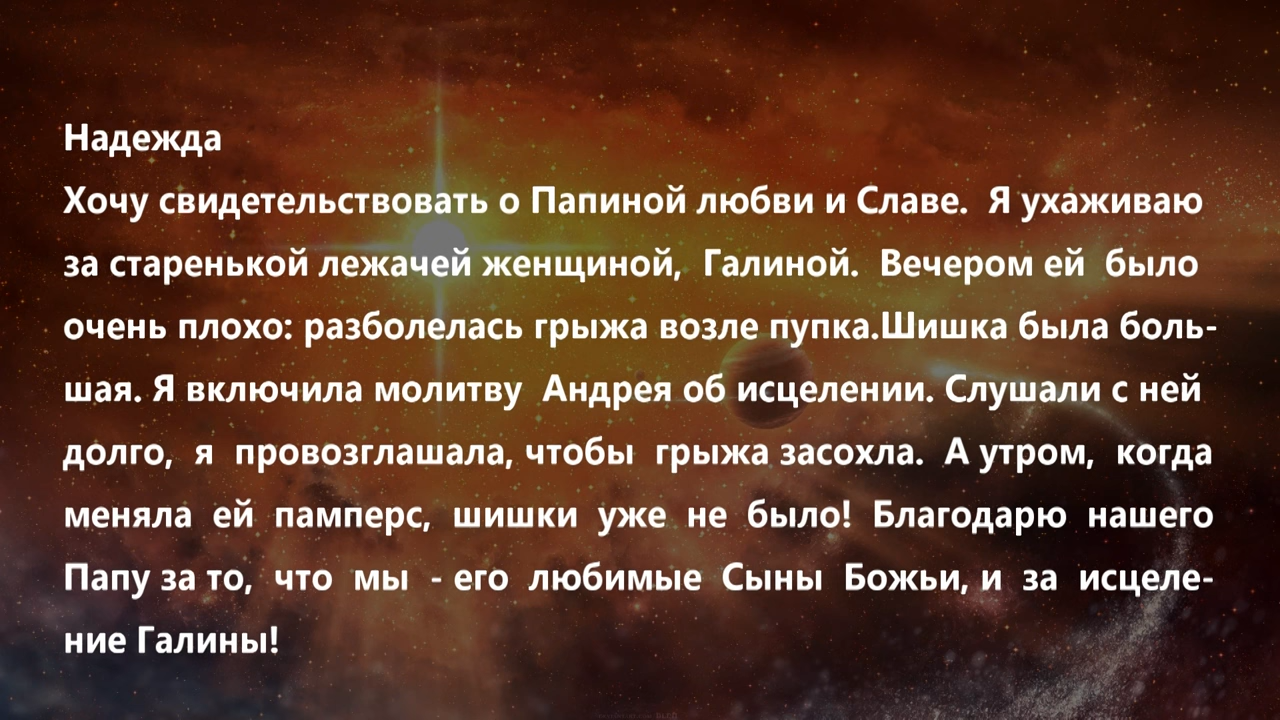 Надежда
Хочу свидетельствовать о Папиной любви и Славе. Я ухаживаю
за старенькой лежачей женщиной, Галиной. Вечером ей было
очень плохо: разболелась грыжа возле пупка.Шишка была боль-
шая. Я включила молитву Андрея об исцелении. Слушали с ней
долго, я провозглашала, чтобы грыжа засохла. А утром, когда
меняла ей памперс, шишки уже не было! Благодарю нашего
Папу за то, что мы - его любимые Сыны Божьи, и за исцеле-
ние Галины!